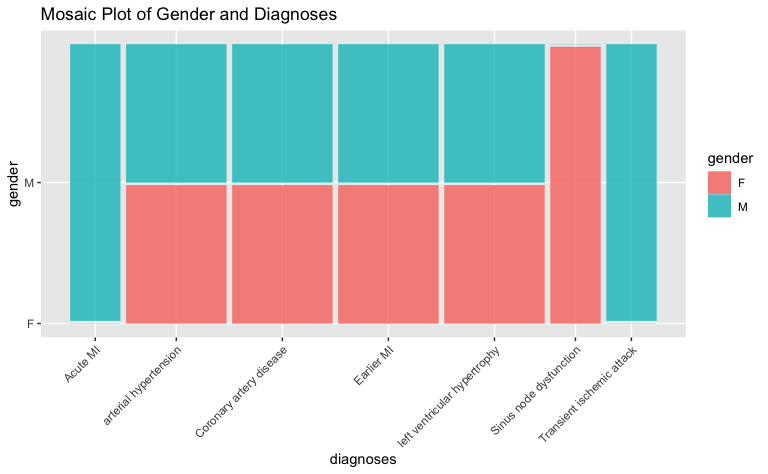 Mosaic Plot of Gender and Diagnoses
gender
M
F
Acute MI
arterial hypertension
Coronary artery disease
Earlier MI
left ventricular hypertrophy
Sinus node dysfunction
Transient ischemic attack
diagnoses
gender
F
M